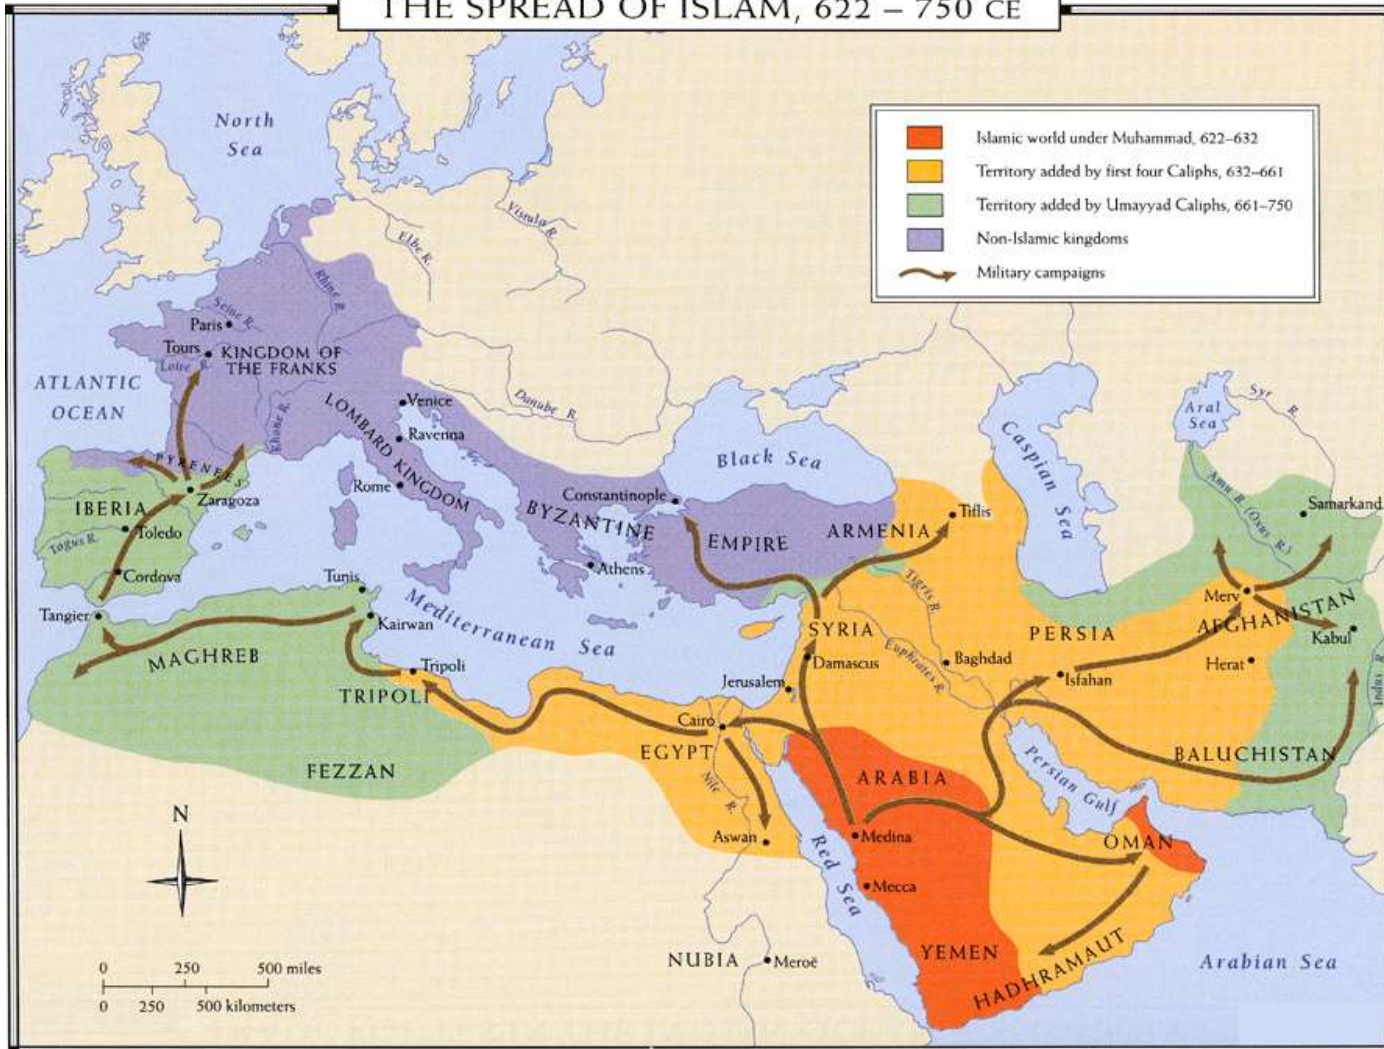 THE SPREAD OF ISLAM, 622 – 750 CE
Islamic world under Muhammad, 622–632
Territory added by first four Caliphs, 632–661
Territory added by Umayyad Caliphs, 661–750
Non-Islamic kingdoms
Military campaigns
North
Sea
Vistula R.
Elbe R.
Rhine R.
Seine R.
Paris
Tours
KINGDOM OF
THE FRANKS
Loire R.
ATLANTIC
OCEAN
Rhone R.
LOMBARD KINGDOM
Venice
Ravenna
Danube R.
Aral
Sea
Syr R.
Caspian Sea
Black Sea
PYRENEES
Rome
Constantinople
Zaragoza
IBERIA
Toledo
Tagus R.
Cordova
BYZANTINE
EMPIRE
Athens
ARMENIA
Tiflis
Amu R. (Oxus R.)
Samarkand
Tunis
Tangier
Kairwan
Mediterranean Sea
Tigris R.
Merv
AFGHANISTAN
Kabul
SYRIA
PERSIA
MAGHREB
Tripoli
TRIPOLI
Damascus
Euphrates R.
Baghdad
Isfahan
Herat
Indus R
Jerusalem
Cairo
EGYPT
FEZZAN
Nile R.
ARABIA
Persian Gulf
BALUCHISTAN
N
Aswan
Medina
Red Sea
OMAN
Mecca
YEMEN
HADHRAMAUT
NUBIA
Meroë
Arabian Sea
0 250 500 miles
0 250 500 kilometers